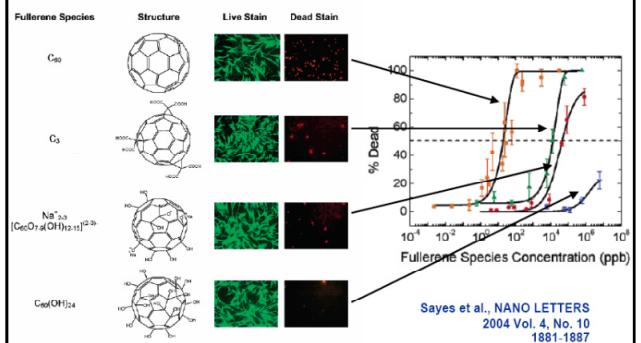 Fullerene Species Structure Live Stain Dead Stain
C60
C3
Na+2-3
[C60O7-9(OH)12-15](2-3)-
C60(OH)24
% Dead
100
80
60
40
20
0
10-4 10-2 100 102 104 106 108
Fullerene Species Concentration (ppb)
Sayes et al., NANO LETTERS
2004 Vol. 4, No. 10
1881-1887